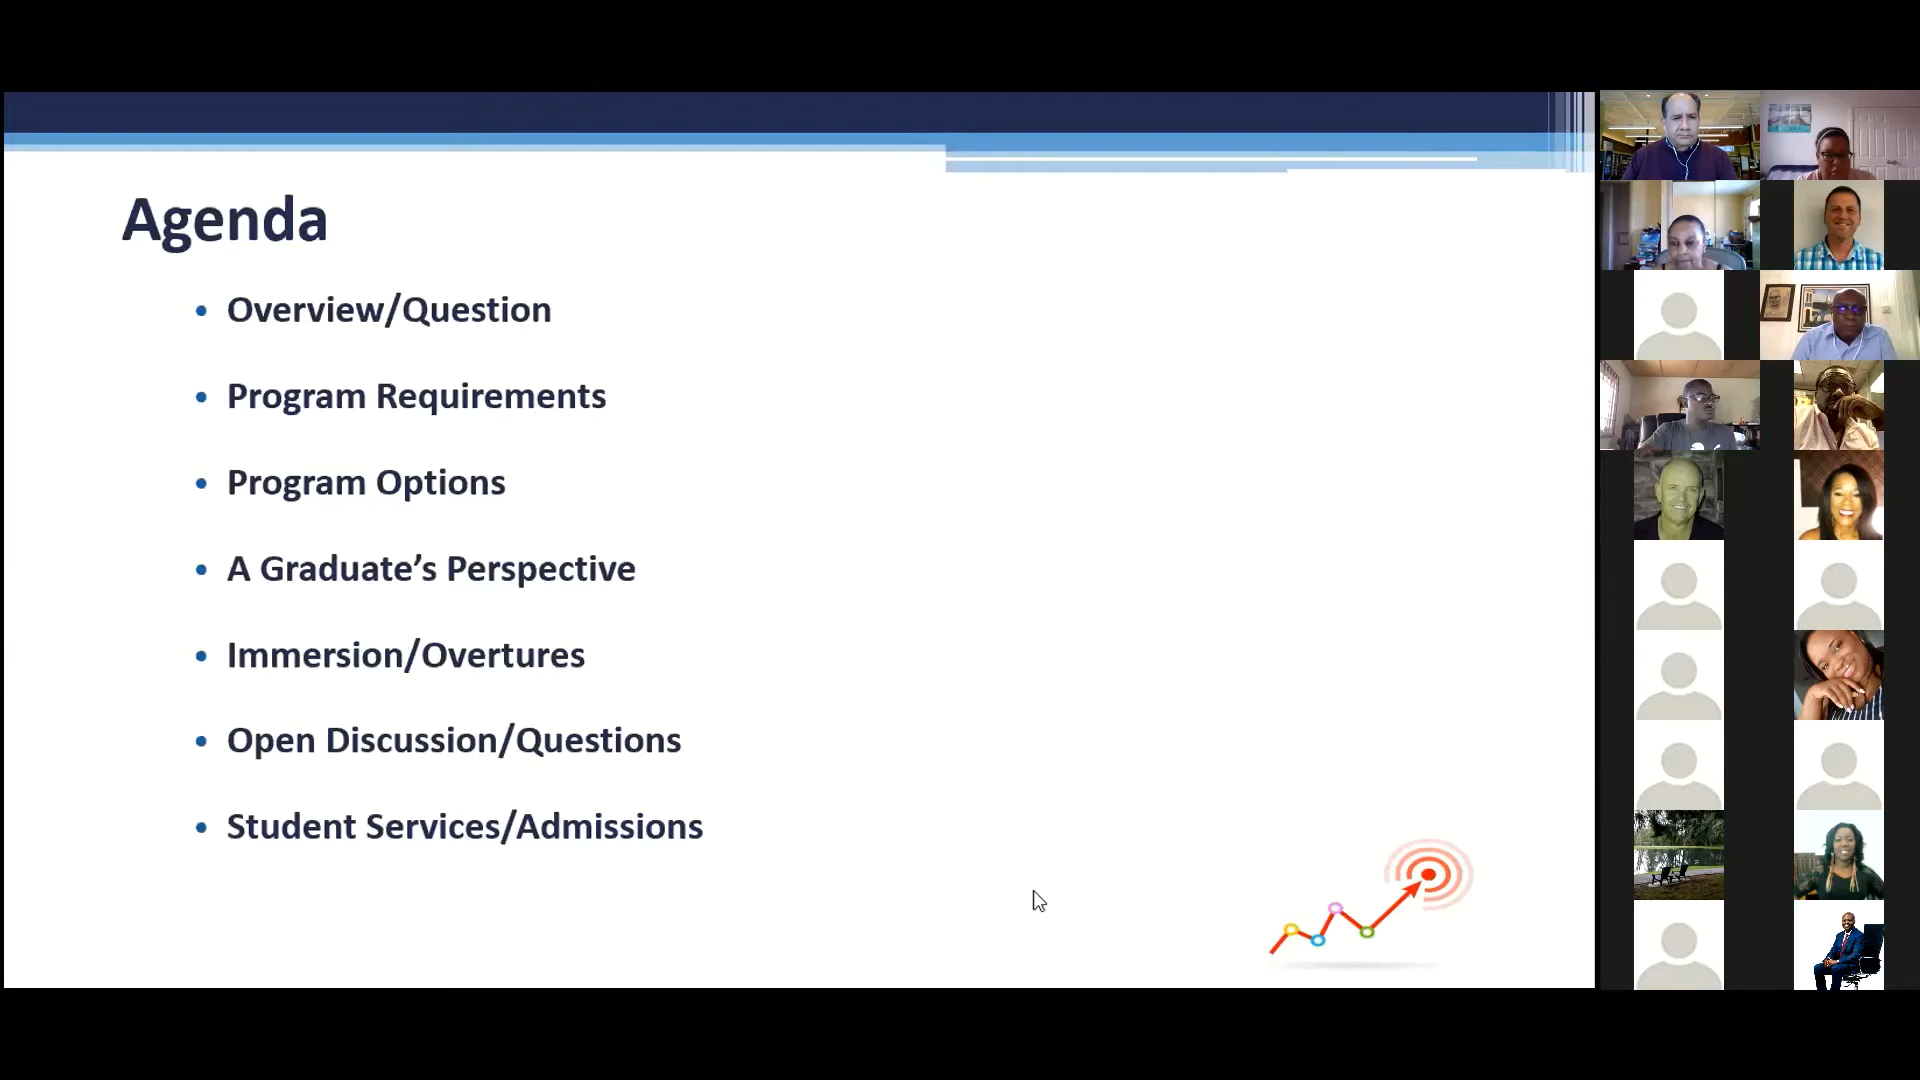 Agenda
• Overview/Question
• Program Requirements
• Program Options
• A Graduate’s Perspective
• Immersion/Overtures
• Open Discussion/Questions
• Student Services/Admissions